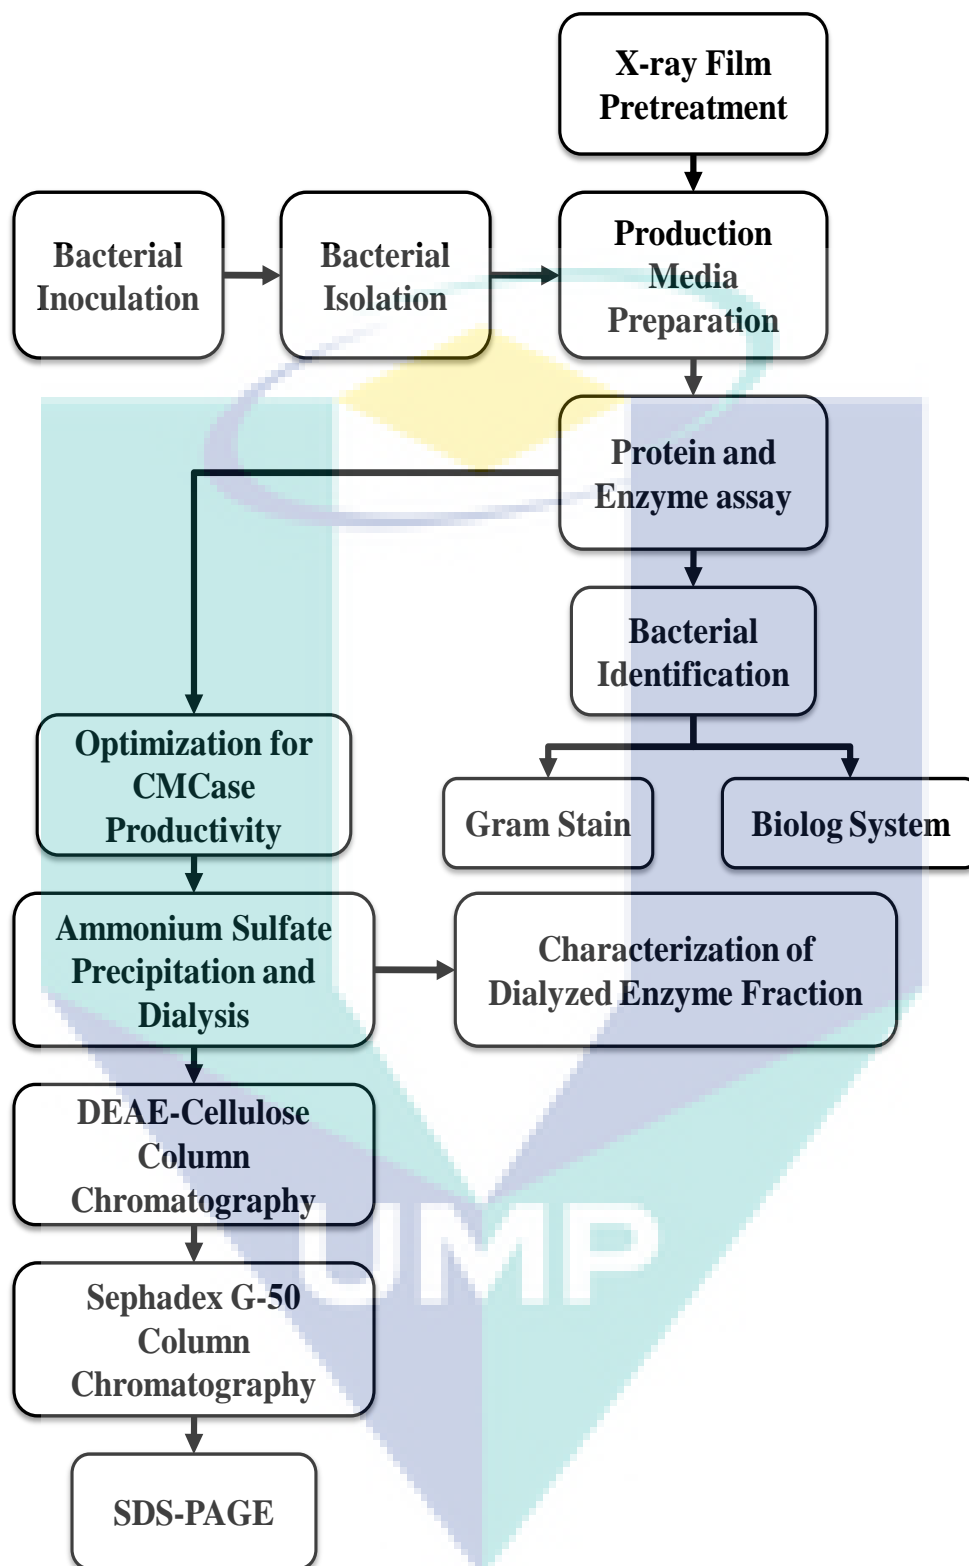 X-ray Film
Pretreatment
Bacterial
Inoculation
Bacterial
Isolation
Production
Media
Preparation
Protein and
Enzyme assay
Bacterial
Identification
Optimization for
CMCase
Productivity
Gram Stain
Biolog System
Ammonium Sulfate
Precipitation and
Dialysis
Characterization of
Dialyzed Enzyme Fraction
DEAE-Cellulose
Column
Chromatography
UMP
Sephadex G-50
Column
Chromatography
SDS-PAGE